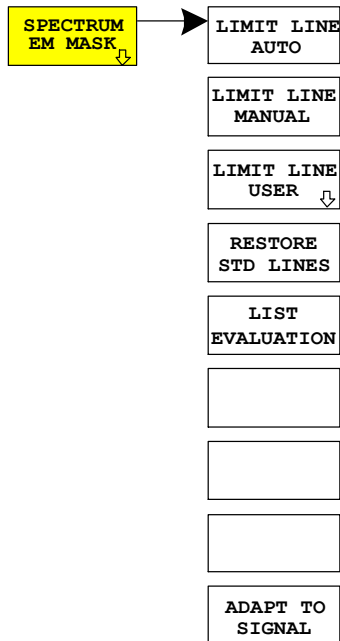 SPECTRUM
EM MASK
LIMIT LINE
AUTO
LIMIT LINE
MANUAL
LIMIT LINE
USER
RESTORE
STD LINES
LIST
EVALUATION
ADAPT TO
SIGNAL